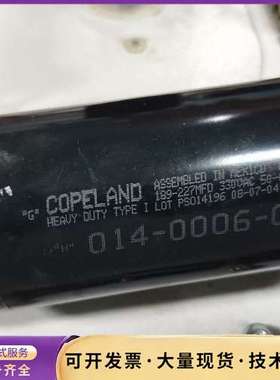 ASSEMBLED IN MEXICO
"G" COPELAND 189-227MFD 330VAC
HEAVY DUTY TYPE I LOT PSO14196 08-07-04
014-0006-0
式服务
齐全
可开发票·大量现货·技术